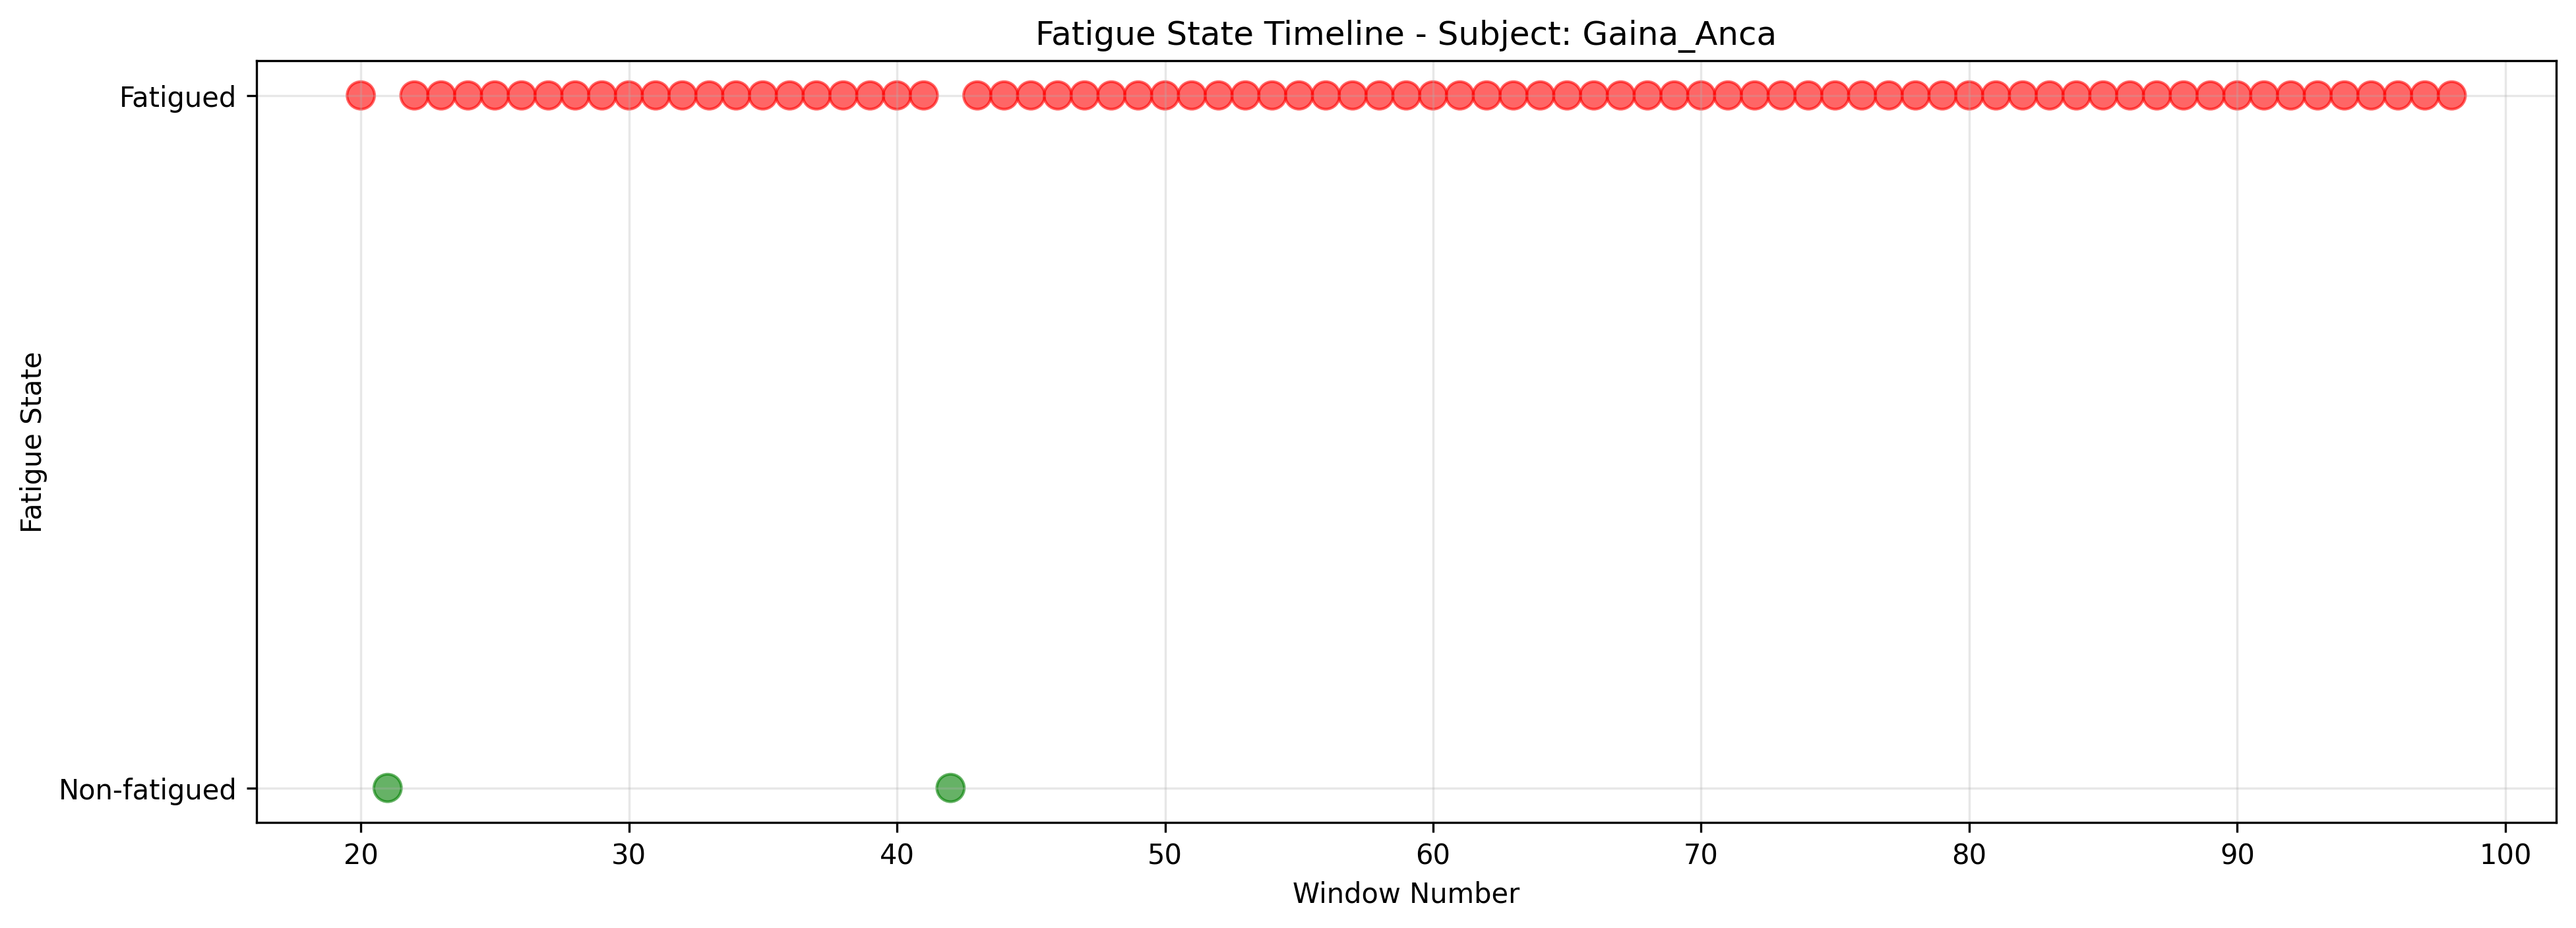 Fatigue State Timeline - Subject: Gaina_Anca
Fatigued
Fatigue State
Non-fatigued
20 30 40 50 60 70 80 90 100
Window Number